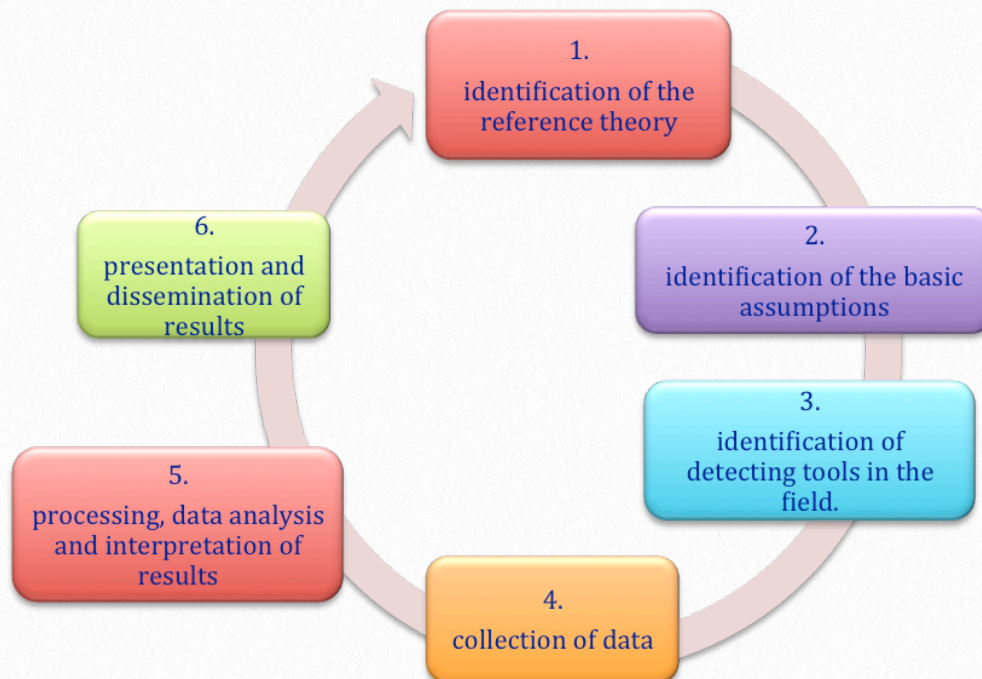 1.
identification of the
reference theory
2.
identification of the basic
assumptions
3.
identification of
detecting tools in the
field.
4.
collection of data
5.
processing, data analysis
and interpretation of
results
6.
presentation and
dissemination of
results